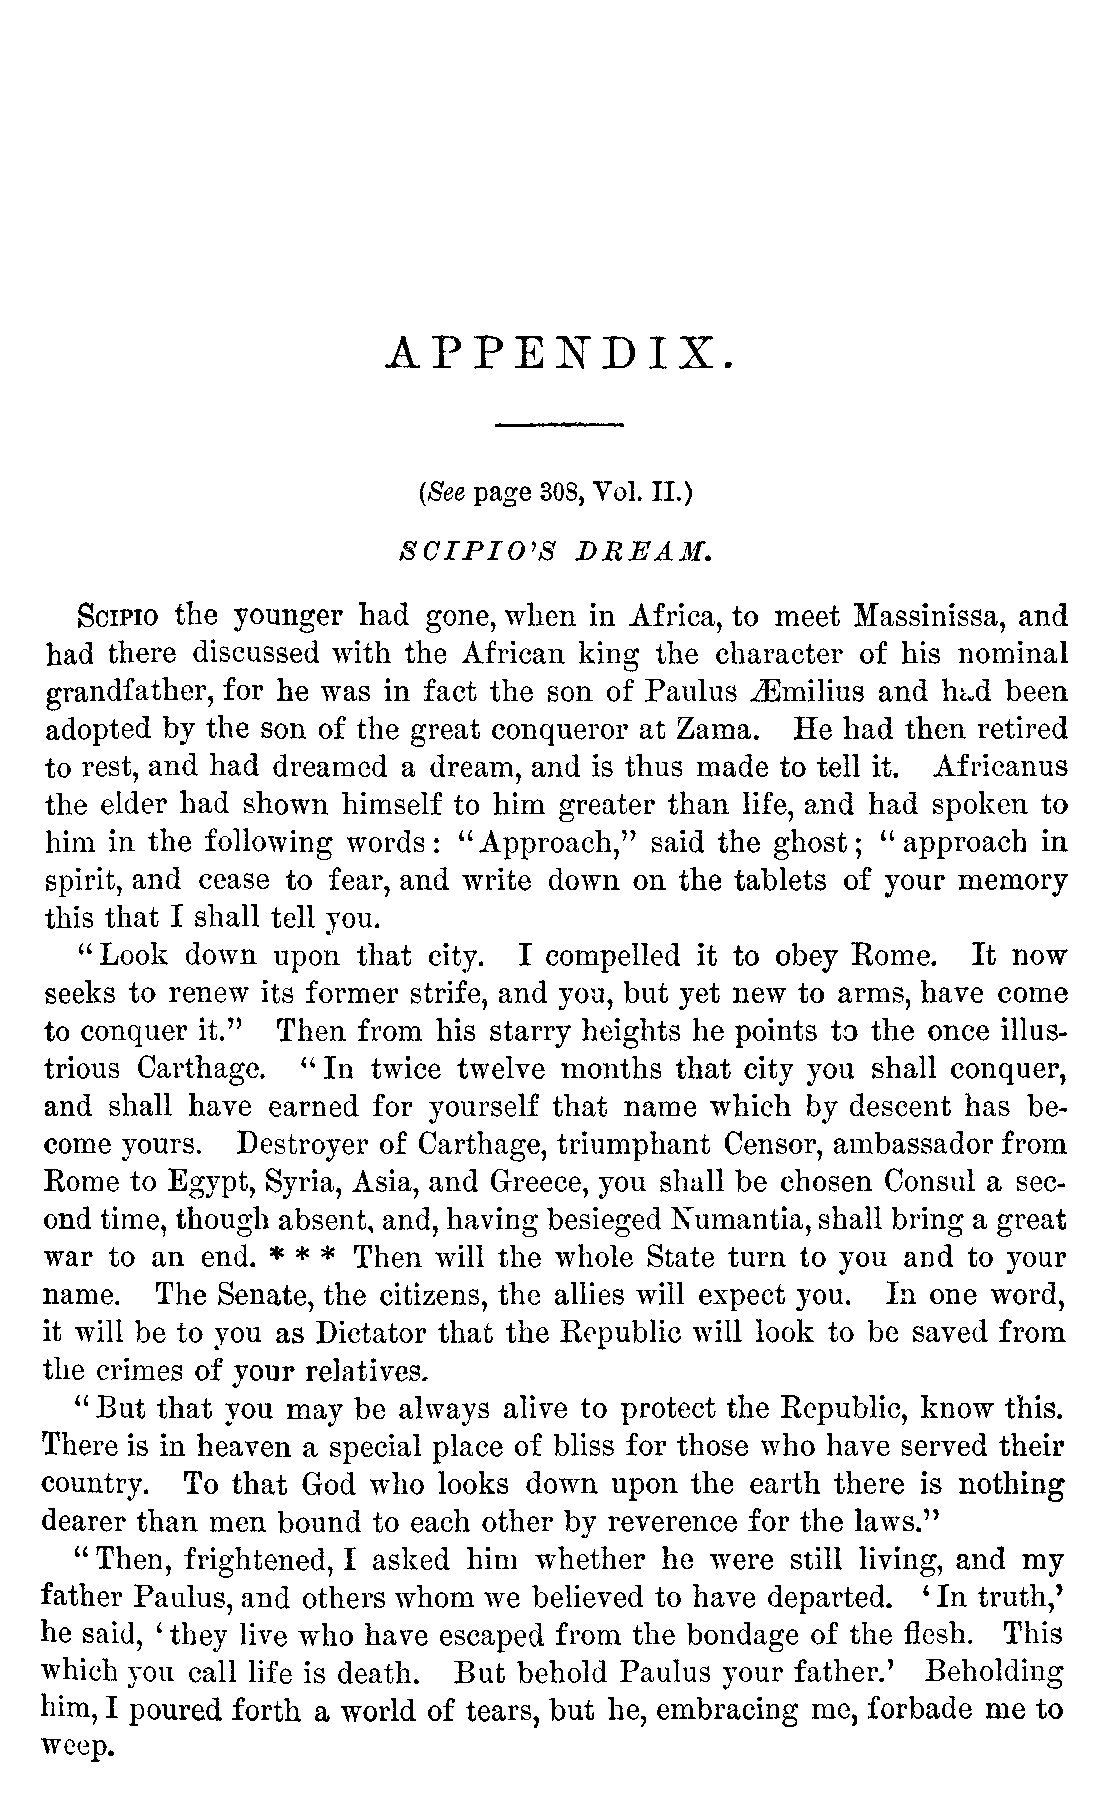 APPENDIX.
(See page 308, Vol. II.)
SCIPIO'S DREAM.
Scipio the younger had gone, when in Africa, to meet Massinissa, and
had there discussed with the African king the character of his nominal
grandfather, for he was in fact the son of Paulus Æmilius and had been
adopted by the son of the great conqueror at Zama. He had then retired
to rest, and had dreamed a dream, and is thus made to tell it. Africanus
the elder had shown himself to him greater than life, and had spoken to
him in the following words: "Approach," said the ghost; "approach in
spirit, and cease to fear, and write down on the tablets of your memory
this that I shall tell you.
"Look down upon that city. I compelled it to obey Rome. It now
seeks to renew its former strife, and you, but yet new to arms, have come
to conquer it." Then from his starry heights he points to the once illus-
trious Carthage. "In twice twelve months that city you shall conquer,
and shall have earned for yourself that name which by descent has be-
come yours. Destroyer of Carthage, triumphant Censor, ambassador from
Rome to Egypt, Syria, Asia, and Greece, you shall be chosen Consul a sec-
ond time, though absent, and, having besieged Numantia, shall bring a great
war to an end. * * * Then will the whole State turn to you and to your
name. The Senate, the citizens, the allies will expect you. In one word,
it will be to you as Dictator that the Republic will look to be saved from
the crimes of your relatives.
"But that you may be always alive to protect the Republic, know this.
There is in heaven a special place of bliss for those who have served their
country. To that God who looks down upon the earth there is nothing
dearer than men bound to each other by reverence for the laws."
"Then, frightened, I asked him whether he were still living, and my
father Paulus, and others whom we believed to have departed. 'In truth,'
he said, 'they live who have escaped from the bondage of the flesh. This
which you call life is death. But behold Paulus your father.' Beholding
him, I poured forth a world of tears, but he, embracing me, forbade me to
weep.